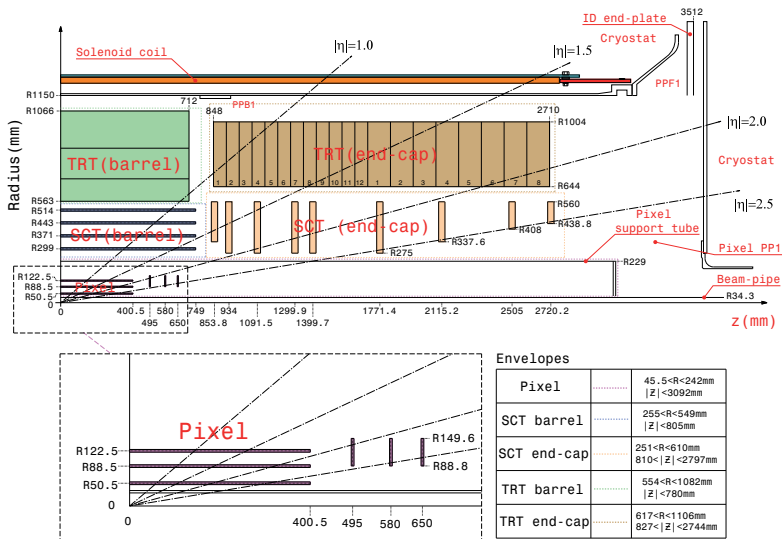 3512
ID end-plate
Cryostat
|η|=1.0
|η|=1.5
Solenoid coil
PPF1
R1150
712
PPB1
2710
R1066
848
R1004
|η|=2.0
TRT(barrel)
TRT(end-cap)
Cryostat
1 2 3 4 5 6 7 8 9 10 11 12 1 2 3 4 5 6 7 8
R644
Radius(mm)
R563
R514
R443
R371
R299
SCT(barrel)
SCT (end-cap)
R560
R438.8
R408
R337.6
R275
|η|=2.5
Pixel
support tube
Pixel PP1
R229
R122.5
R88.5
R50.5
Pixel
Beam-pipe
R34.3
0
0
400.5
495
580
650
749
853.8
934
1091.5
1299.9
1399.7
1771.4
2115.2
2505
2720.2
z(mm)
Pixel
R149.6
R122.5
R88.5
R88.8
R50.5
0
0
400.5
495
580
650
Envelopes
Pixel
45.5<R<242mm
|Z|<3092mm
SCT barrel
255<R<549mm
|Z|<805mm
SCT end-cap
251<R<610mm
810<|Z|<2797mm
TRT barrel
554<R<1082mm
|Z|<780mm
TRT end-cap
617<R<1106mm
827<|Z|<2744mm